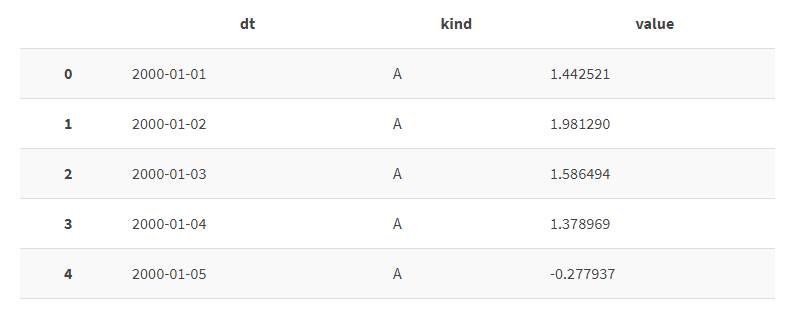 dt kind value
0 2000-01-01 A 1.442521
1 2000-01-02 A 1.981290
2 2000-01-03 A 1.586494
3 2000-01-04 A 1.378969
4 2000-01-05 A -0.277937